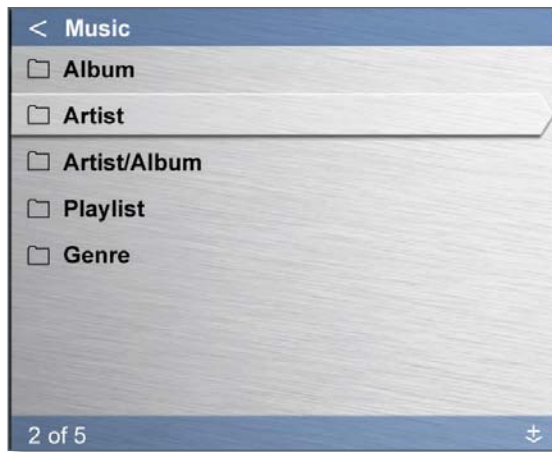 < Music
Album
Artist
Artist/Album
Playlist
Genre
2 of 5